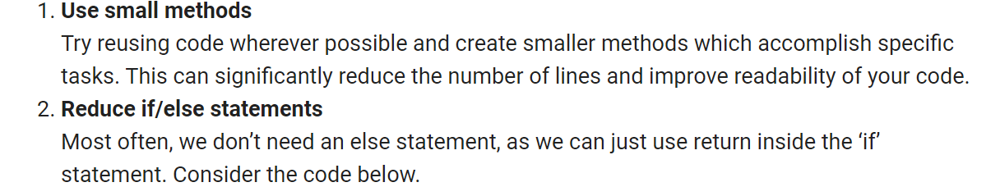 1. Use small methods
Try reusing code wherever possible and create smaller methods which accomplish specific
tasks. This can significantly reduce the number of lines and improve readability of your code.
2. Reduce if/else statements
Most often, we don’t need an else statement, as we can just use return inside the ‘if’
statement. Consider the code below.